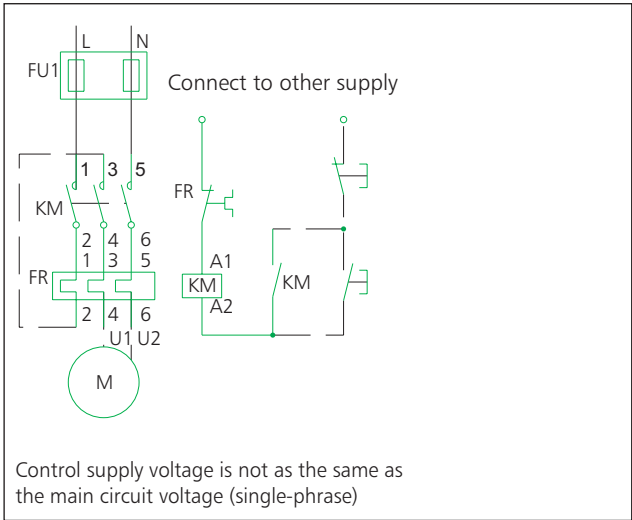 L N
FU1
Connect to other supply
1 3 5
KM
2 4 6
1 3 5
FR
2 4 6
U1 U2
M
FR
A1
KM
A2
KM
Control supply voltage is not as the same as
the main circuit voltage (single-phrase)